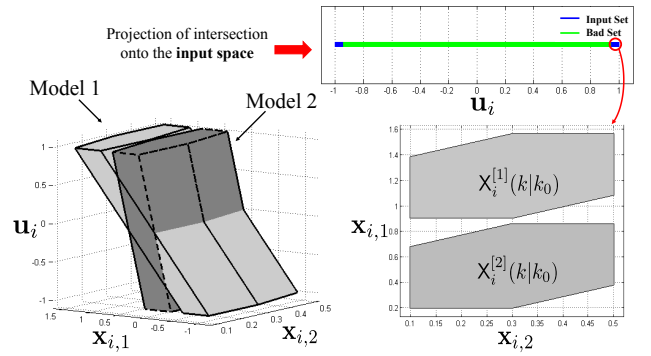 Projection of intersection
onto the input space
Input Set
Bad Set
-1 -0.8 -0.6 -0.4 -0.2 0 0.2 0.4 0.6 0.8 1
u_i
Model 1
Model 2
1
0.5
0
-0.5
-1
u_i
1.5 1 0.5 0 -0.5 -1
x_{i,1}
0.1 0.2 0.3 0.4 0.5
x_{i,2}
1.6
1.4
1.2
1
0.8
0.6
0.4
0.2
x_{i,1}
X_i^{[1]}(k|k_0)
X_i^{[2]}(k|k_0)
0.1 0.15 0.2 0.25 0.3 0.35 0.4 0.45 0.5
x_{i,2}